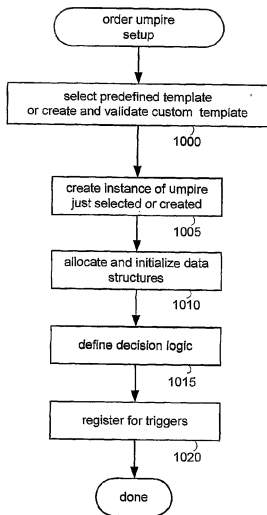 order umpire
setup
select predefined template
or create and validate custom template
1000
create instance of umpire
just selected or created
1005
allocate and initialize data
structures
1010
define decision logic
1015
register for triggers
1020
done